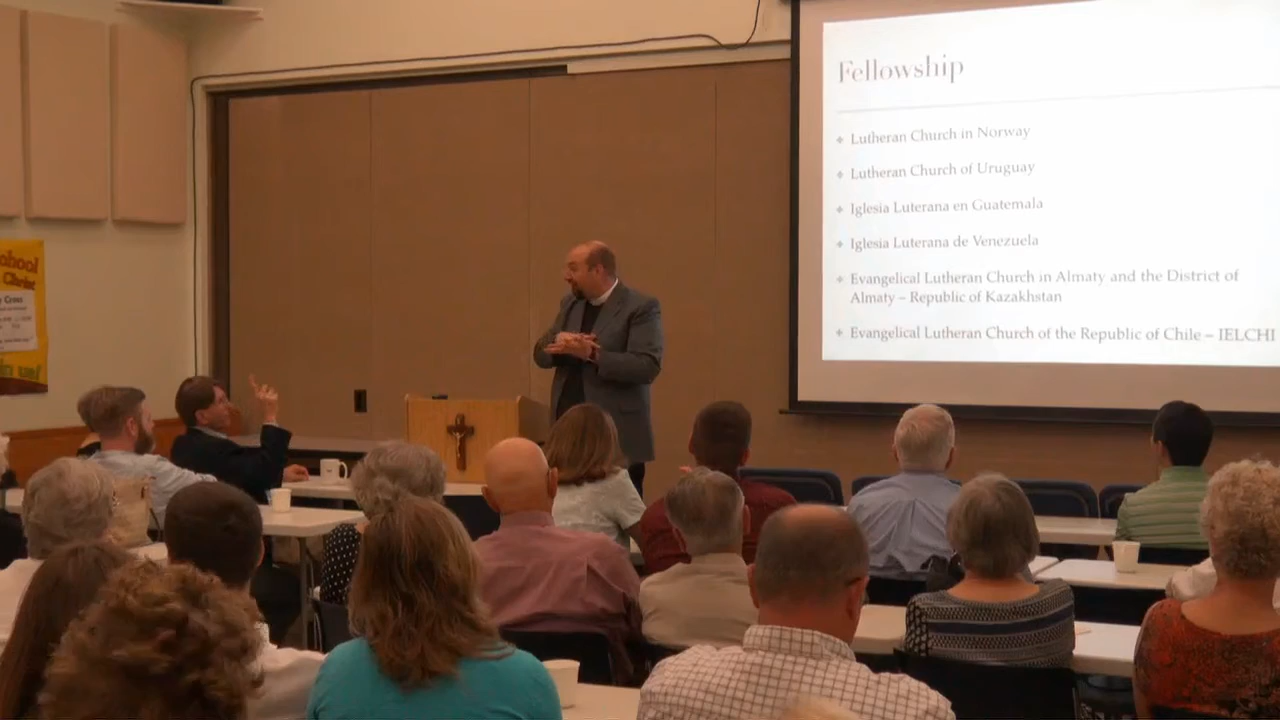 Fellowship
Lutheran Church in Norway
Lutheran Church of Uruguay
Iglesia Luterana en Guatemala
Iglesia Luterana de Venezuela
Evangelical Lutheran Church in Almaty and the District of
Almaty – Republic of Kazakhstan
Evangelical Lutheran Church of the Republic of Chile – IELCHI
chool
Christ